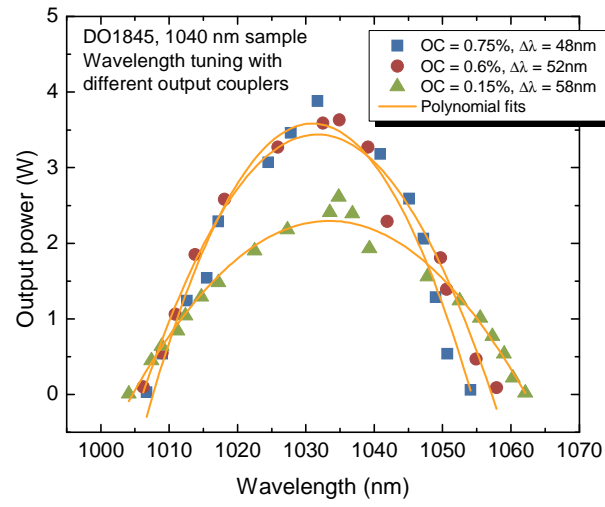 DO1845, 1040 nm sample
Wavelength tuning with
different output couplers
OC = 0.75%, Δλ = 48nm
OC = 0.6%, Δλ = 52nm
OC = 0.15%, Δλ = 58nm
Polynomial fits
Output power (W)
5
4
3
2
1
0
1000 1010 1020 1030 1040 1050 1060 1070
Wavelength (nm)